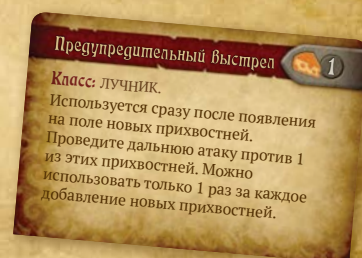 Предупредительный Выстрел 1
Класс: ЛУЧНИК.
Используется сразу после появления
на поле новых прихвостней.
Проведите дальнюю атаку против 1
из этих прихвостней. Можно
использовать только 1 раз за каждое
добавление новых прихвостней.